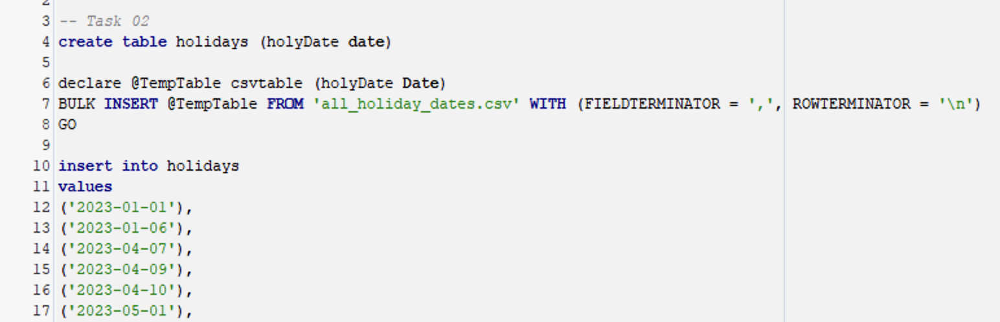 2
3 -- Task 02
4 create table holidays (holyDate date)
5
6 declare @TempTable csvtable (holyDate Date)
7 BULK INSERT @TempTable FROM 'all_holiday_dates.csv' WITH (FIELDTERMINATOR = ',', ROWTERMINATOR = '\n')
8 GO
9
10 insert into holidays
11 values
12 ('2023-01-01'),
13 ('2023-01-06'),
14 ('2023-04-07'),
15 ('2023-04-09'),
16 ('2023-04-10'),
17 ('2023-05-01'),